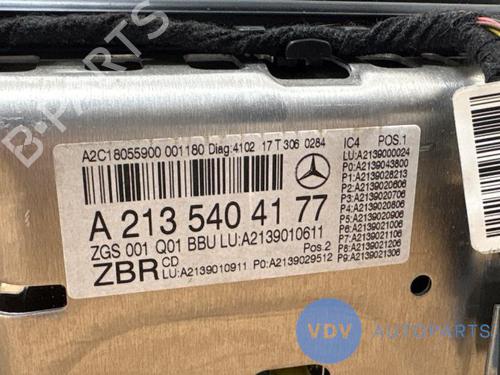 A2C18055900 001180 Diag:4102 17 T 306 0284
A 213 540 41 77
ZGS 001 Q01 BBU LU:A2139010611
ZBR CD
LU:A2139010911 P0:A2139029512
Pos.2
IC4 POS.1
LU:A2139000024
P0:A2139043800
P1:A2139028213
P2:A2139020606
P3:A2139020706
P4:A2139020806
P5:A2139020906
P6:A2139021206
P7:A2139021106
P8:A2139021206
P9:A2139021306
B-PARTS
VDV
AUTOPARTS